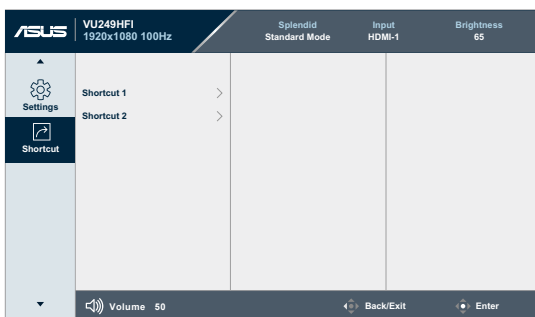 ASUS
VU249HFI
1920x1080 100Hz
Splendid
Standard Mode
Input
HDMI-1
Brightness
65
Settings
Shortcut
Shortcut 1
Shortcut 2
Volume 50
Back/Exit
Enter